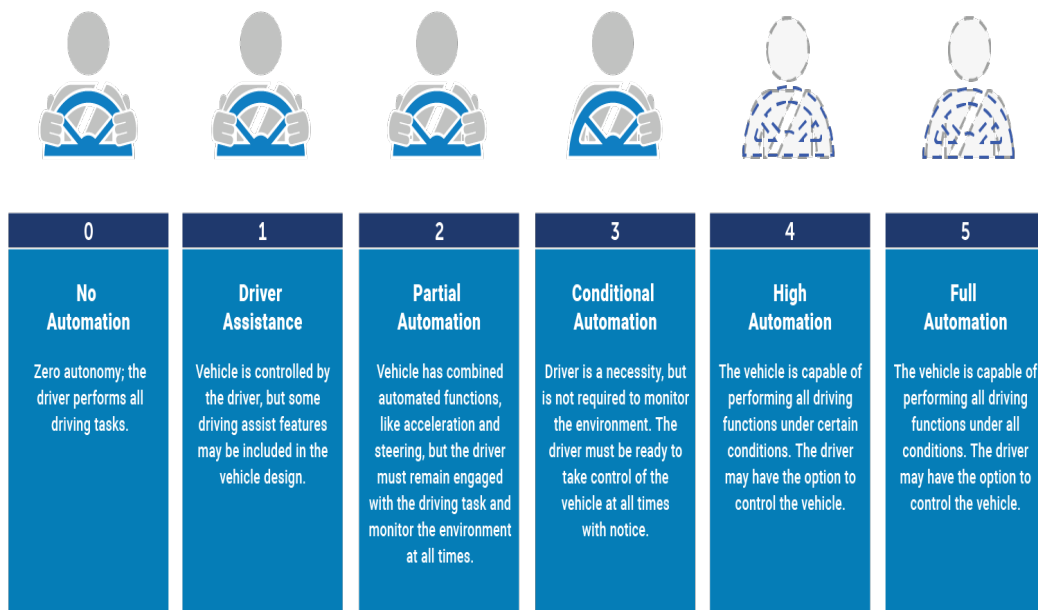 0
No
Automation
Zero autonomy; the
driver performs all
driving tasks.
1
Driver
Assistance
Vehicle is controlled by
the driver, but some
driving assist features
may be included in the
vehicle design.
2
Partial
Automation
Vehicle has combined
automated functions,
like acceleration and
steering, but the driver
must remain engaged
with the driving task and
monitor the environment
at all times.
3
Conditional
Automation
Driver is a necessity, but
is not required to monitor
the environment. The
driver must be ready to
take control of the
vehicle at all times
with notice.
4
High
Automation
The vehicle is capable of
performing all driving
functions under certain
conditions. The driver
may have the option to
control the vehicle.
5
Full
Automation
The vehicle is capable of
performing all driving
functions under all
conditions. The driver
may have the option to
control the vehicle.